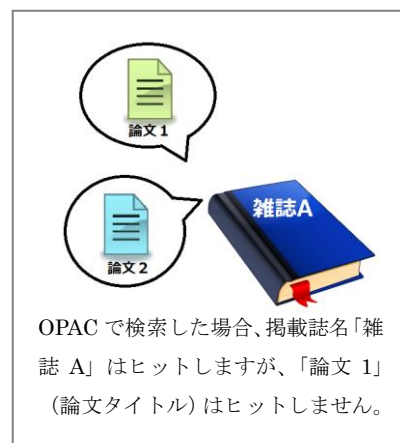 論文１
雑誌A
論文２
OPAC で検索した場合、掲載誌名「雑
誌 A」はヒットしますが、「論文 1」
（論文タイトル）はヒットしません。